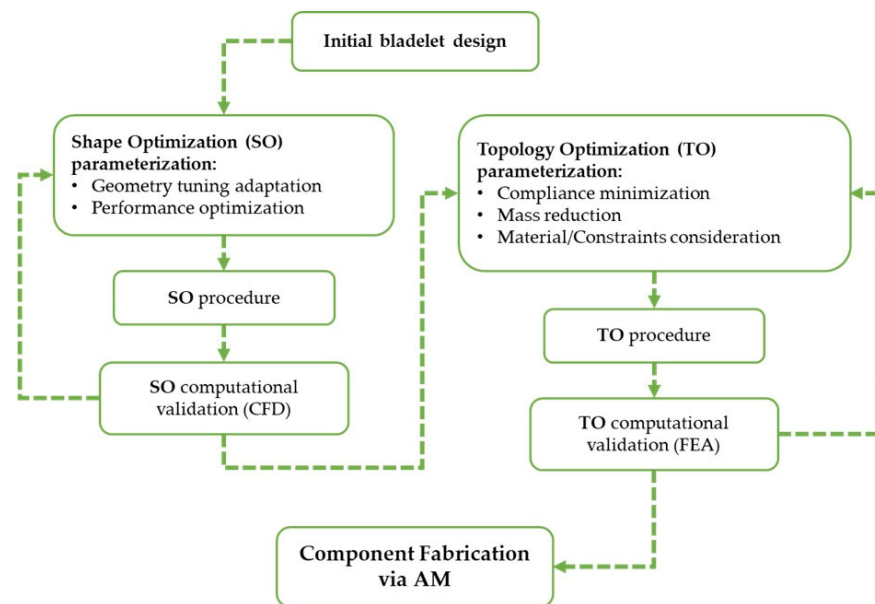 Initial bladelet design
Shape Optimization (SO)
parameterization:
• Geometry tuning adaptation
• Performance optimization
SO procedure
SO computational
validation (CFD)
Topology Optimization (TO)
parameterization:
• Compliance minimization
• Mass reduction
• Material/Constraints consideration
TO procedure
TO computational
validation (FEA)
Component Fabrication
via AM